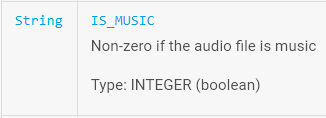 String IS_MUSIC
Non-zero if the audio file is music
Type: INTEGER (boolean)